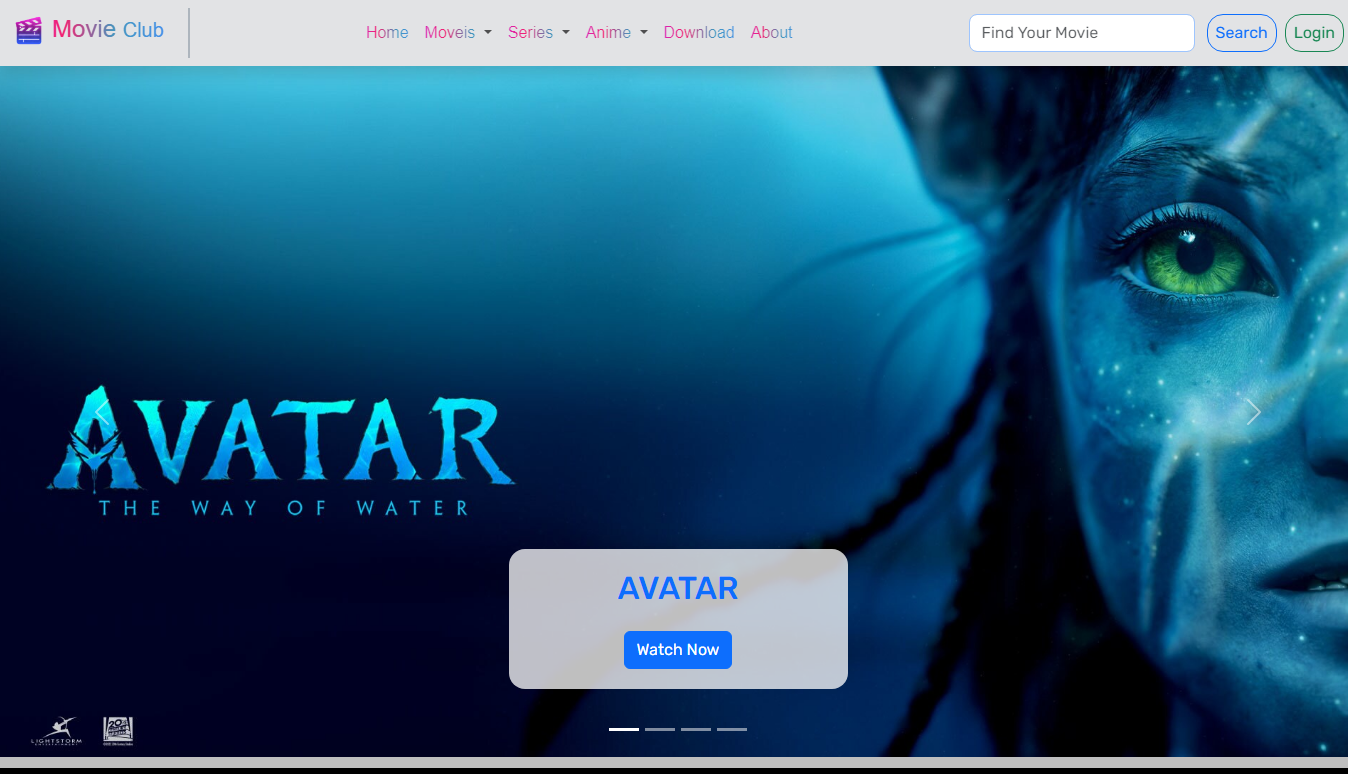 Movie Club
Home Moveis Series Anime Download About
Find Your Movie Search Login
AVATAR
THE WAY OF WATER
AVATAR
Watch Now
LIGHTSTORM
ENTERTAINMENT